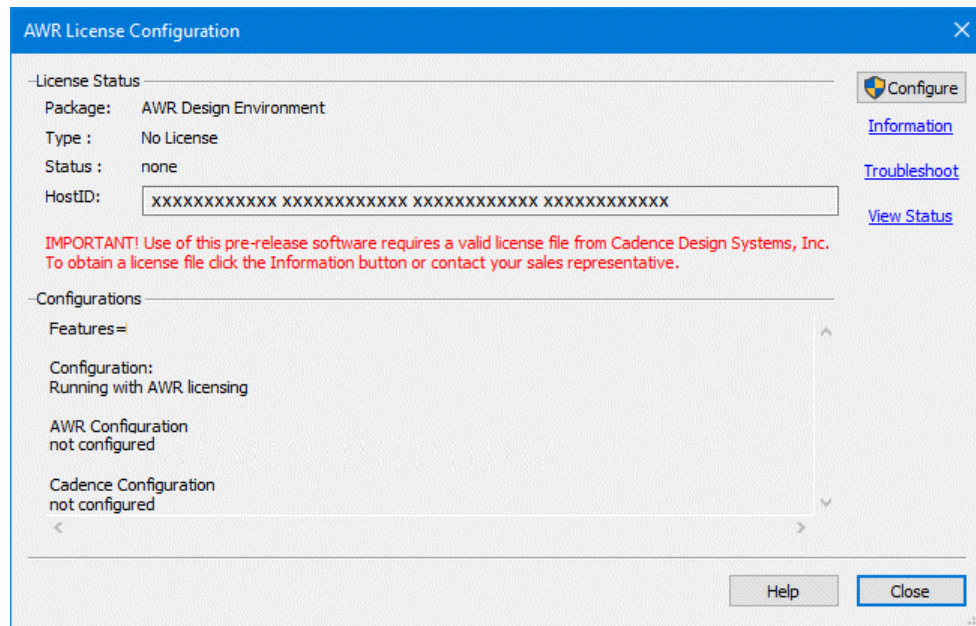 AWR License Configuration
License Status
Configure
Package: AWR Design Environment
Information
Type : No License
Troubleshoot
Status : none
HostID: xxxxxxxxxxxx xxxxxxxxxxxx xxxxxxxxxxxx xxxxxxxxxxxx
View Status
IMPORTANT! Use of this pre-release software requires a valid license file from Cadence Design Systems, Inc.
To obtain a license file click the Information button or contact your sales representative.
Configurations
Features=
Configuration:
Running with AWR licensing
AWR Configuration
not configured
Cadence Configuration
not configured
Help
Close